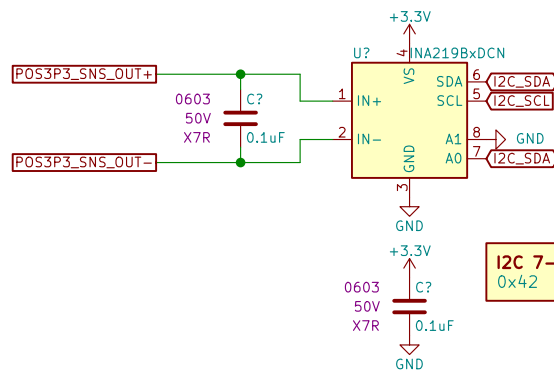 +3.3V
U?
INA219BxDCN
4
VS
POS3P3_SNS_OUT+
6
SDA
I2C_SDA
0603
C?
1
IN+
5
SCL
I2C_SCL
50V
X7R
0.1uF
2
IN-
8
A1
GND
7
A0
I2C_SDA
POS3P3_SNS_OUT-
GND
3
GND
+3.3V
I2C 7-
0x42
0603
C?
50V
X7R
0.1uF
GND